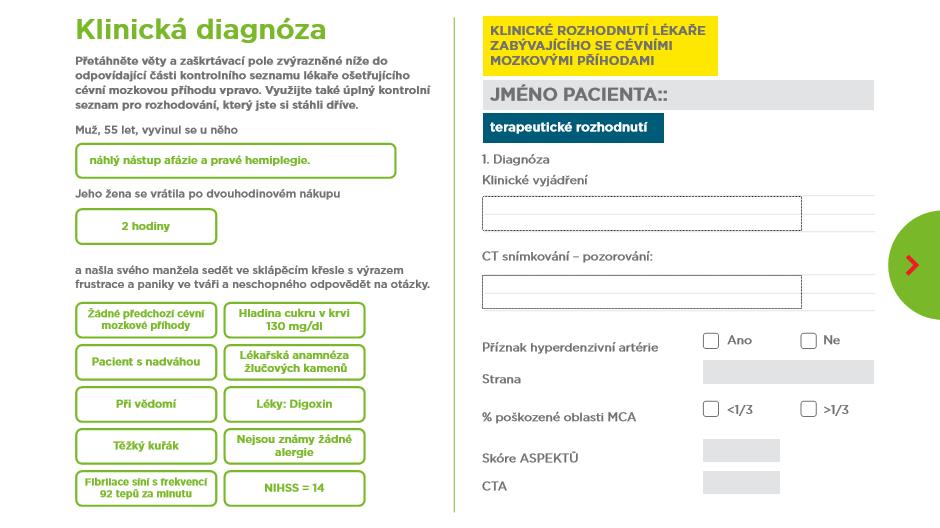 Klinická diagnóza
Přetáhněte věty a zaškrtávací pole zvýrazněné níže do
odpovídající části kontrolního seznamu lékaře ošetřujícího
cévní mozkovou příhodu vpravo. Využijte také úplný kontrolní
seznam pro rozhodování, který jste si stáhli dříve.
Muž, 55 let, vyvinul se u něho
náhlý nástup afázie a pravé hemiplegie.
Jeho žena se vrátila po dvouhodinovém nákupu
2 hodiny
a našla svého manžela sedět ve sklápěcím křesle s výrazem
frustrace a paniky ve tváři a neschopného odpovědět na otázky.
Žádné předchozí cévní
mozkové příhody
Hladina cukru v krvi
130 mg/dl
Pacient s nadváhou
Lékařská anamnéza
žlučových kamenů
Při vědomí
Léky: Digoxin
Těžký kuřák
Nejsou známy žádné
alergie
Fibrilace síní s frekvencí
92 tepů za minutu
NIHSS = 14
KLINICKÉ ROZHODNUTÍ LÉKAŘE
ZABÝVAJÍCÍHO SE CÉVNÍMI
MOZKOVÝMI PŘÍHODAMI
JMÉNO PACIENTA::
terapeutické rozhodnutí
1. Diagnóza
Klinické vyjádření
CT snímkování – pozorování:
Příznak hyperdenzivní artérie
Ano
Ne
Strana
% poškozené oblasti MCA
<1/3
>1/3
Skóre ASPEKTŮ
CTA